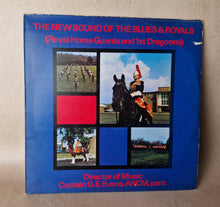 THE NEW SOUND OF THE BLUES & ROYALS
(Royal Horse Guards and 1st Dragoons)
Director of Music
Captain G.E. Evans, ARCM, psm.